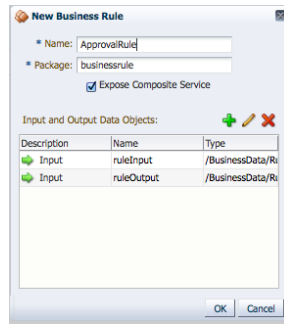 New Business Rule
* Name: ApprovalRule
* Package: businessrule
Expose Composite Service
Input and Output Data Objects:
Description Name Type
Input ruleInput /BusinessData/Ru
Input ruleOutput /BusinessData/Ru
OK Cancel